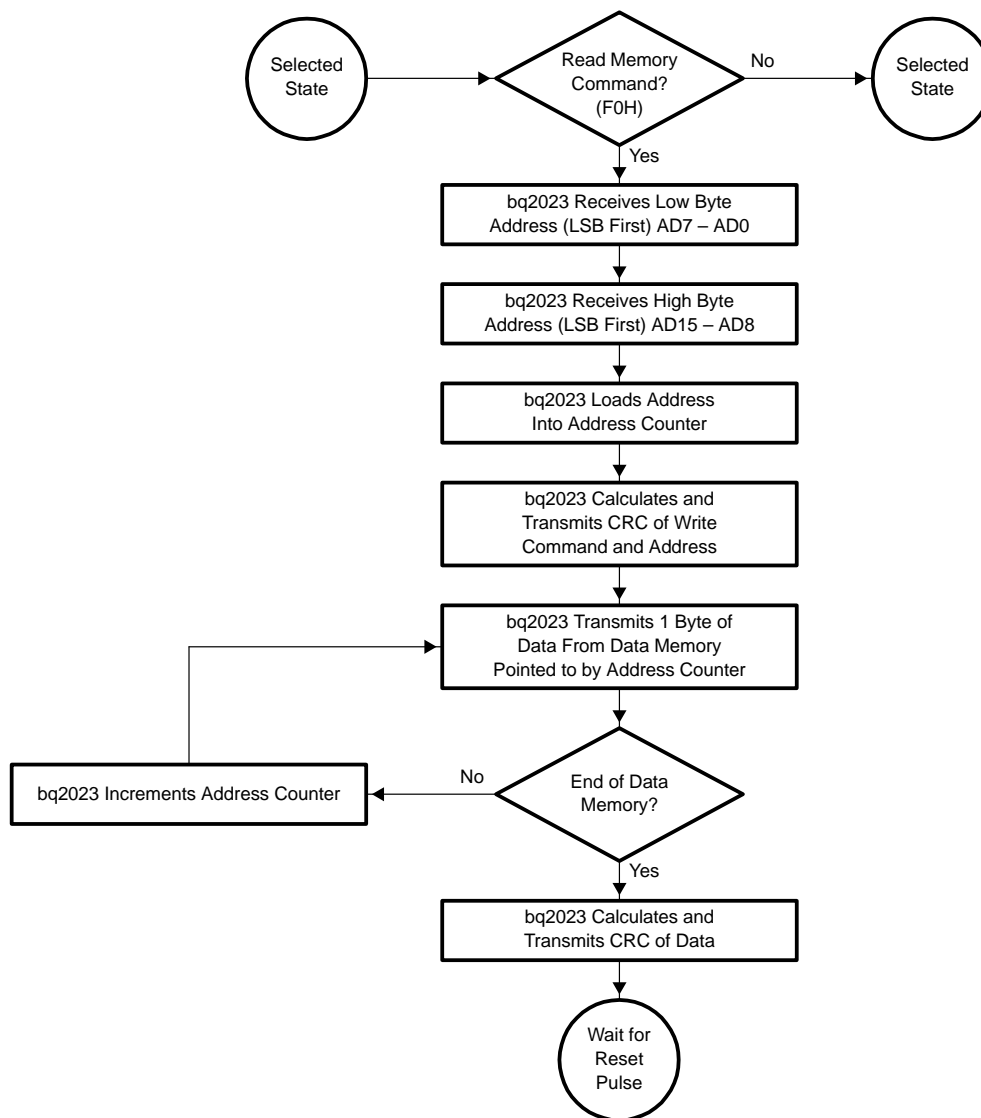 Selected
State
Read Memory
Command?
(F0H)
No
Selected
State
Yes
bq2023 Receives Low Byte
Address (LSB First) AD7 – AD0
bq2023 Receives High Byte
Address (LSB First) AD15 – AD8
bq2023 Loads Address
Into Address Counter
bq2023 Calculates and
Transmits CRC of Write
Command and Address
bq2023 Transmits 1 Byte of
Data From Data Memory
Pointed to by Address Counter
bq2023 Increments Address Counter
No
End of Data
Memory?
Yes
bq2023 Calculates and
Transmits CRC of Data
Wait for
Reset
Pulse